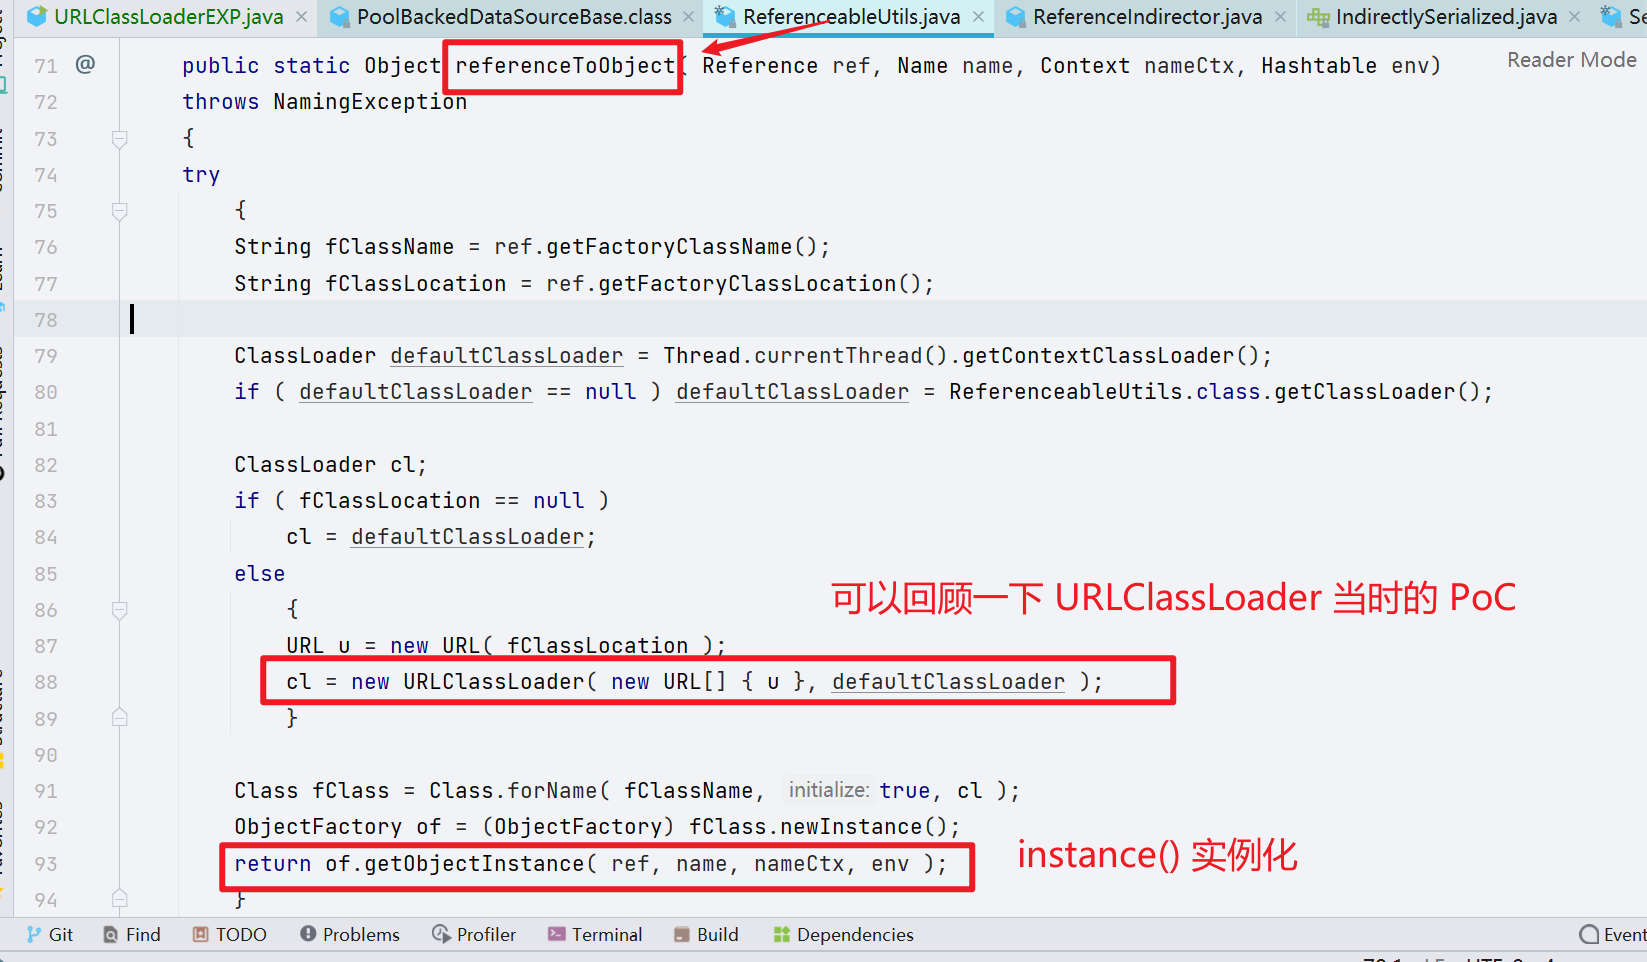 URLClassLoaderEXP.java PoolBackedDataSourceBase.class ReferenceableUtils.java ReferenceIndirector.java IndirectlySerialized.java Se
71 @ public static Object referenceToObject( Reference ref, Name name, Context nameCtx, Hashtable env) Reader Mode
72 throws NamingException
73 {
74 try
75 {
76 String fClassName = ref.getFactoryClassName();
77 String fClassLocation = ref.getFactoryClassLocation();
78
79 ClassLoader defaultClassLoader = Thread.currentThread().getContextClassLoader();
80 if ( defaultClassLoader == null ) defaultClassLoader = ReferenceableUtils.class.getClassLoader();
81
82 ClassLoader cl;
83 if ( fClassLocation == null )
84 cl = defaultClassLoader;
85 else
可以回顾一下 URLClassLoader 当时的 PoC
86 {
87 URL u = new URL( fClassLocation );
88 cl = new URLClassLoader( new URL[] { u }, defaultClassLoader );
89 }
90
91 Class fClass = Class.forName( fClassName, initialize: true, cl );
92 ObjectFactory of = (ObjectFactory) fClass.newInstance();
93 return of.getObjectInstance( ref, name, nameCtx, env );
instance() 实例化
94 }
Git Find TODO Problems Profiler Terminal Build Dependencies Event